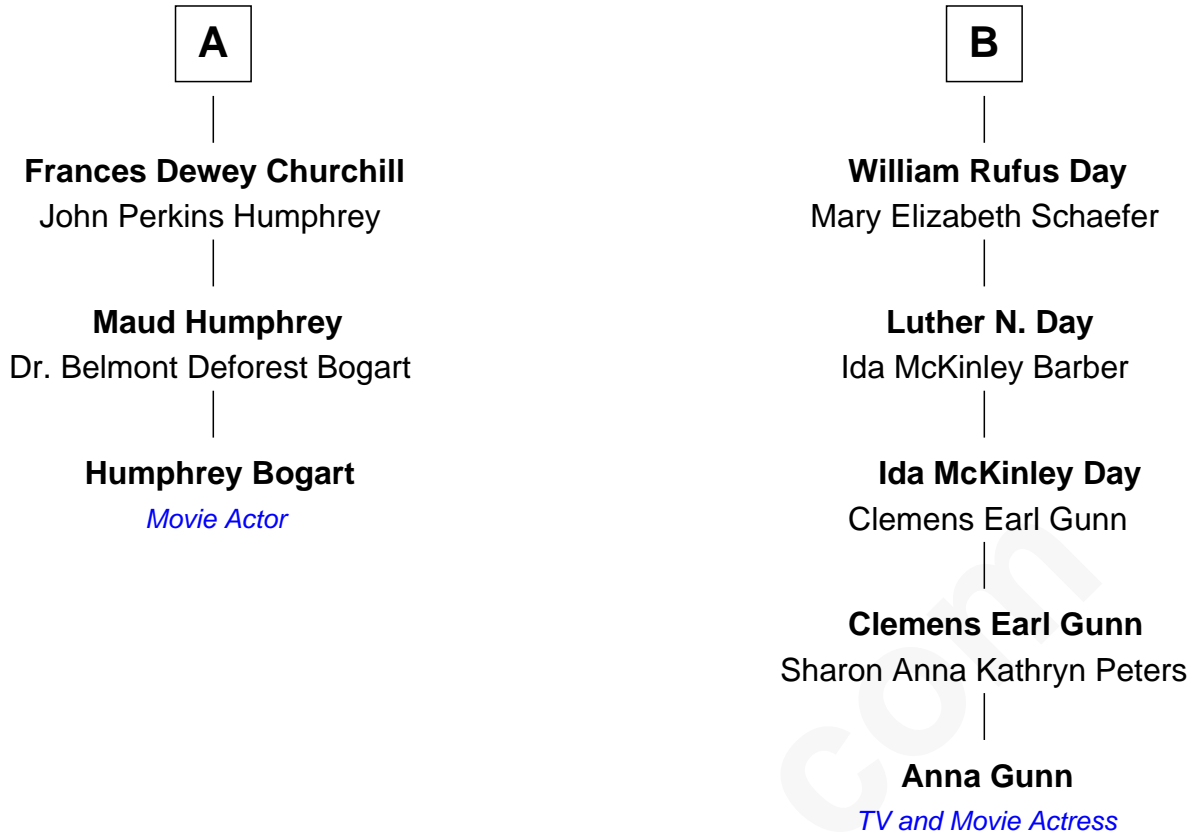 A
Frances Dewey Churchill
John Perkins Humphrey
Maud Humphrey
Dr. Belmont Deforest Bogart
Humphrey Bogart
Movie Actor
B
William Rufus Day
Mary Elizabeth Schaefer
Luther N. Day
Ida McKinley Barber
Ida McKinley Day
Clemens Earl Gunn
Clemens Earl Gunn
Sharon Anna Kathryn Peters
Anna Gunn
TV and Movie Actress
com